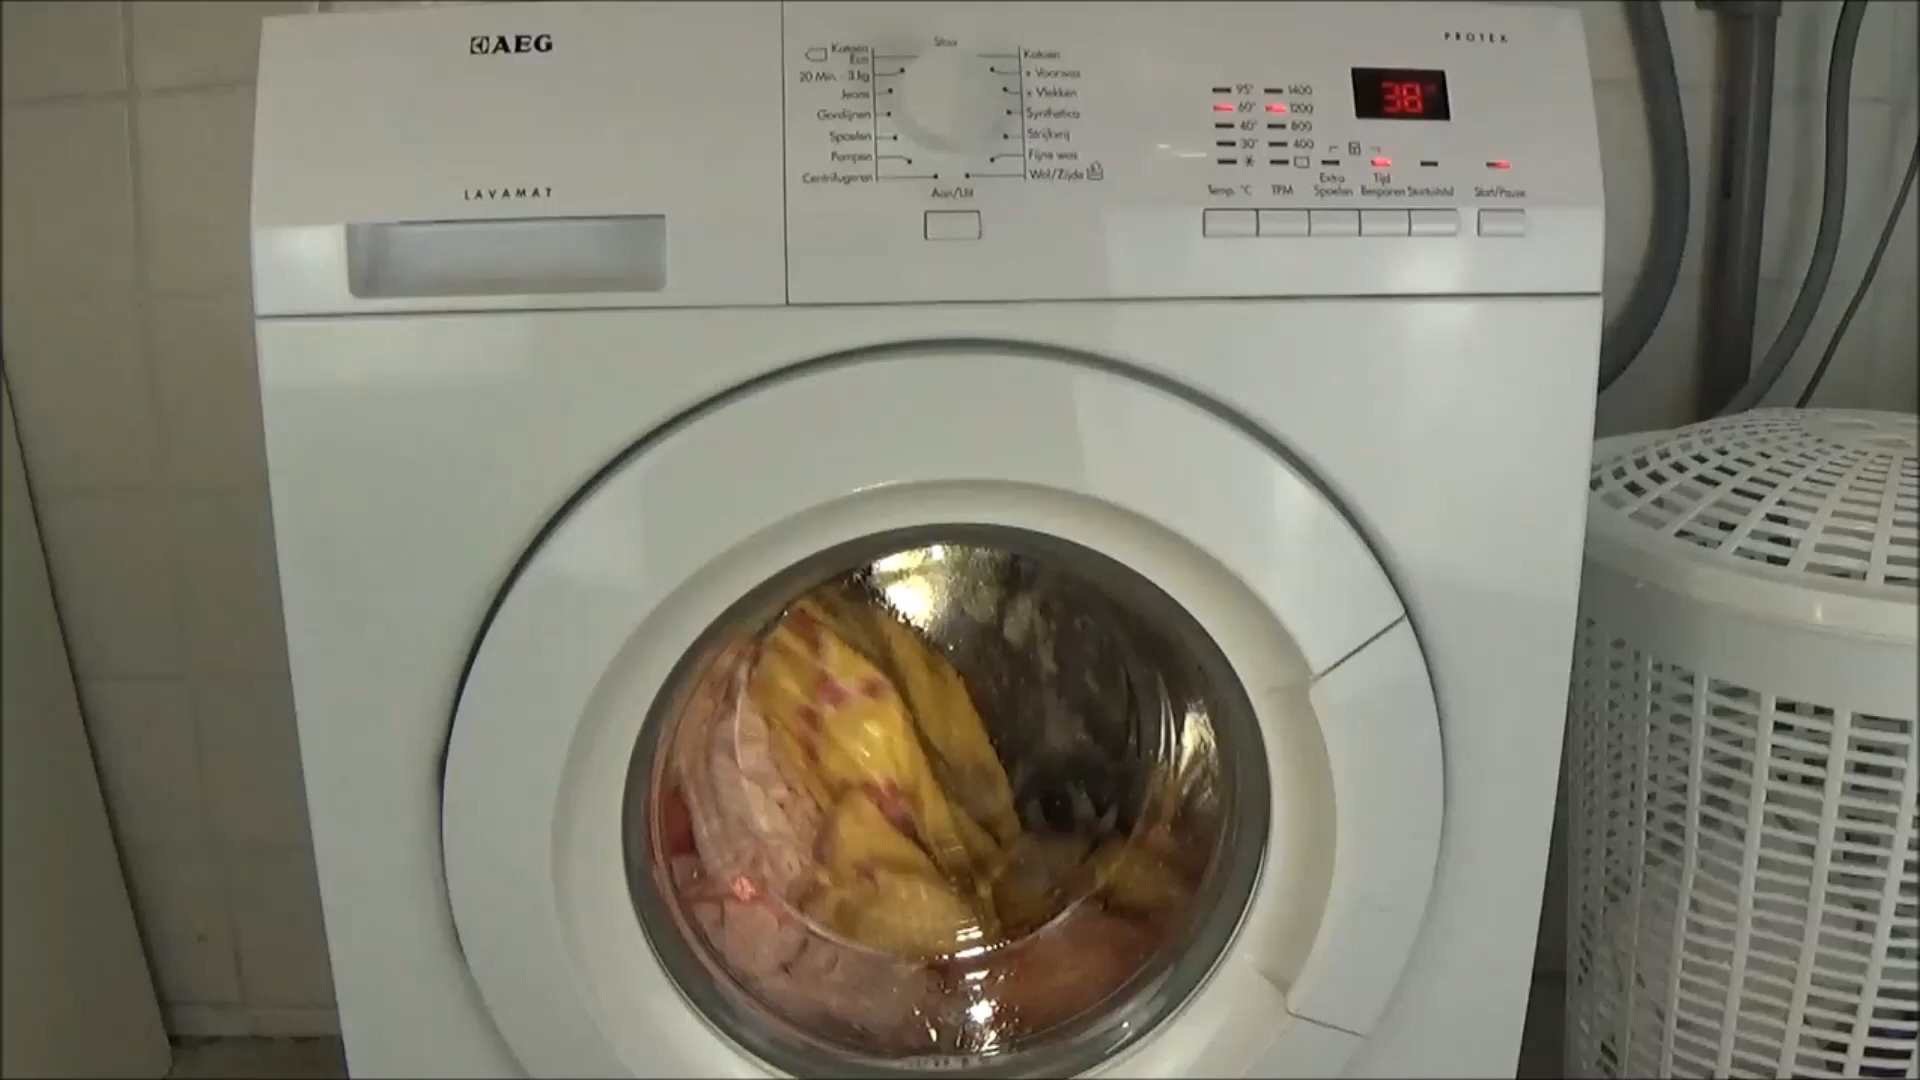 AEG
LAVAMAT
PROTEX
Stop
Katoen
Eco
20 Min. - 3 kg
Jeans
Gordijnen
Spoelen
Pompen
Centrifugeren
Katoen
+ Voorwas
+ Vlekken
Synthetica
Strijkvrij
Fijne was
Wol/Zijde
Aan/Uit
95° 1400
60° 1200
40° 800
30° 400
38
Temp. °C TPM Extra Spoelen Tijd Besparen Startuitstel Start/Pauze